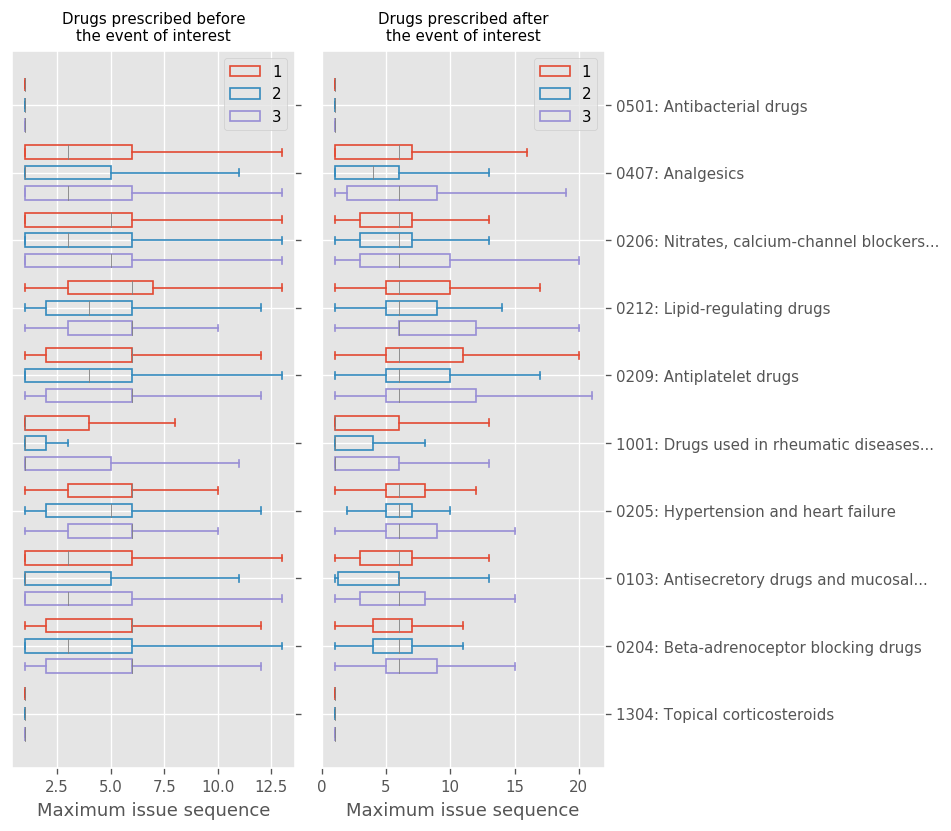 Drugs prescribed before
the event of interest
Drugs prescribed after
the event of interest
1
2
3
1
2
3
0501: Antibacterial drugs
0407: Analgesics
0206: Nitrates, calcium-channel blockers...
0212: Lipid-regulating drugs
0209: Antiplatelet drugs
1001: Drugs used in rheumatic diseases...
0205: Hypertension and heart failure
0103: Antisecretory drugs and mucosal...
0204: Beta-adrenoceptor blocking drugs
1304: Topical corticosteroids
2.5 5.0 7.5 10.0 12.5
0 5 10 15 20
Maximum issue sequence
Maximum issue sequence